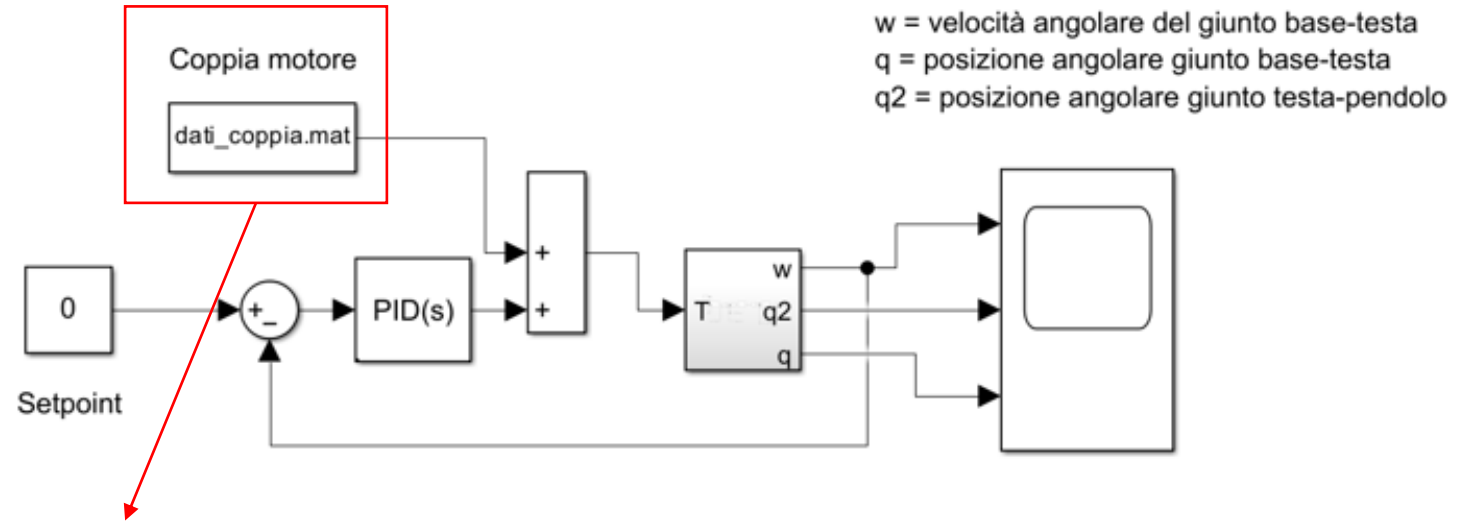 w = velocità angolare del giunto base-testa
q = posizione angolare giunto base-testa
q2 = posizione angolare giunto testa-pendolo
Coppia motore
dati_coppia.mat
+
+
0
+
−
PID(s)
T
w
q2
q
Setpoint